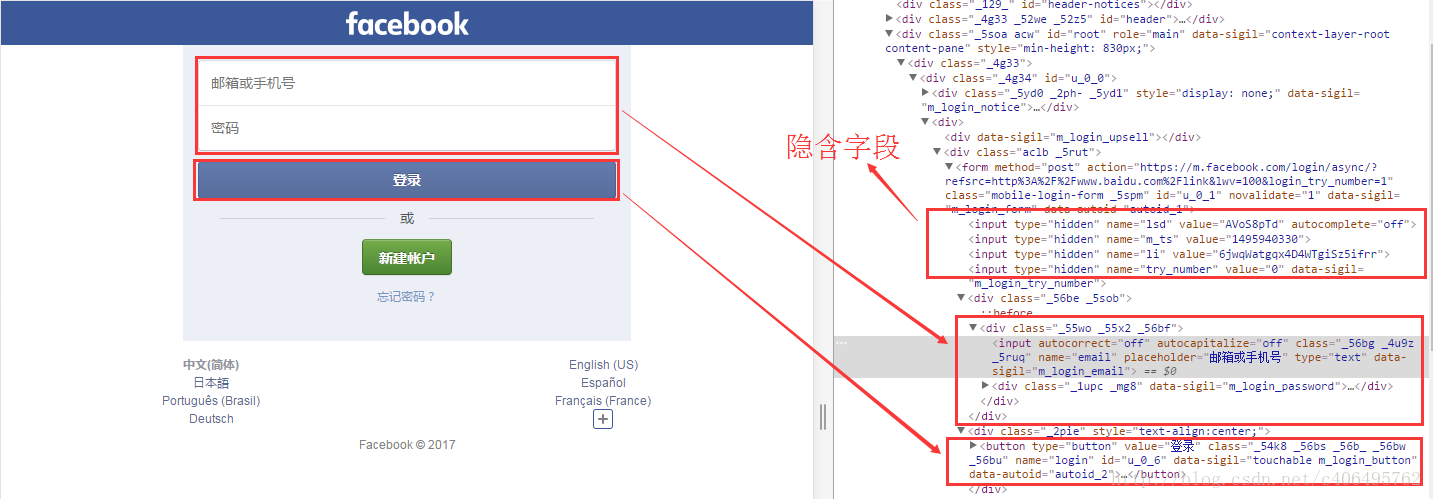 facebook
邮箱或手机号
密码
登录
或
新建帐户
忘记密码？
中文(简体)
日本語
Português (Brasil)
Deutsch
English (US)
Español
Français (France)
Facebook © 2017
隐含字段
<div class="_129_" id="header-notices"></div>
<div class="_4g33 _52we _52z5" id="header">…</div>
<div class="_5soa acw" id="root" role="main" data-sigil="context-layer-root
content-pane" style="min-height: 830px;">
<div class="_4g33">
<div class="_4g34" id="u_0_0">
<div class="_5yd0 _2ph- _5yd1" style="display: none;" data-sigil=
"m_login_notice">…</div>
<div>
<div data-sigil="m_login_upsell"></div>
<div class="aclb _5rut">
<form method="post" action="https://m.facebook.com/login/async/?
refsrc=http%3A%2F%2Fwww.baidu.com%2Flink&lwv=100&login_try_number=1"
class="mobile-login-form _5spm" id="u_0_1" novalidate="1" data-sigil=
"m_login_form" data-autoid="autoid_1">
<input type="hidden" name="lsd" value="AVoS8pTd" autocomplete="off">
<input type="hidden" name="m_ts" value="1495940330">
<input type="hidden" name="li" value="6jwqWatgqx4D4WTgiSz5ifrr">
<input type="hidden" name="try_number" value="0" data-sigil=
"m_login_try_number">
<div class="_56be _5sob">
::before
<div class="_55wo _55x2 _56bf">
<input autocorrect="off" autocapitalize="off" class="_56bg _4u9z
_5ruq" name="email" placeholder="邮箱或手机号" type="text" data-
sigil="m_login_email"> == $0
<div class="_1upc _mg8" data-sigil="m_login_password">…</div>
</div>
</div>
<div class="_2pie" style="text-align:center;">
<button type="button" value="登录" class="_54k8 _56bs _56b_ _56bw
_56bu" name="login" id="u_0_6" data-sigil="touchable m_login_button"
data-autoid="autoid_2">…</button>
</div>
http://blog.csdn.net/c406495762